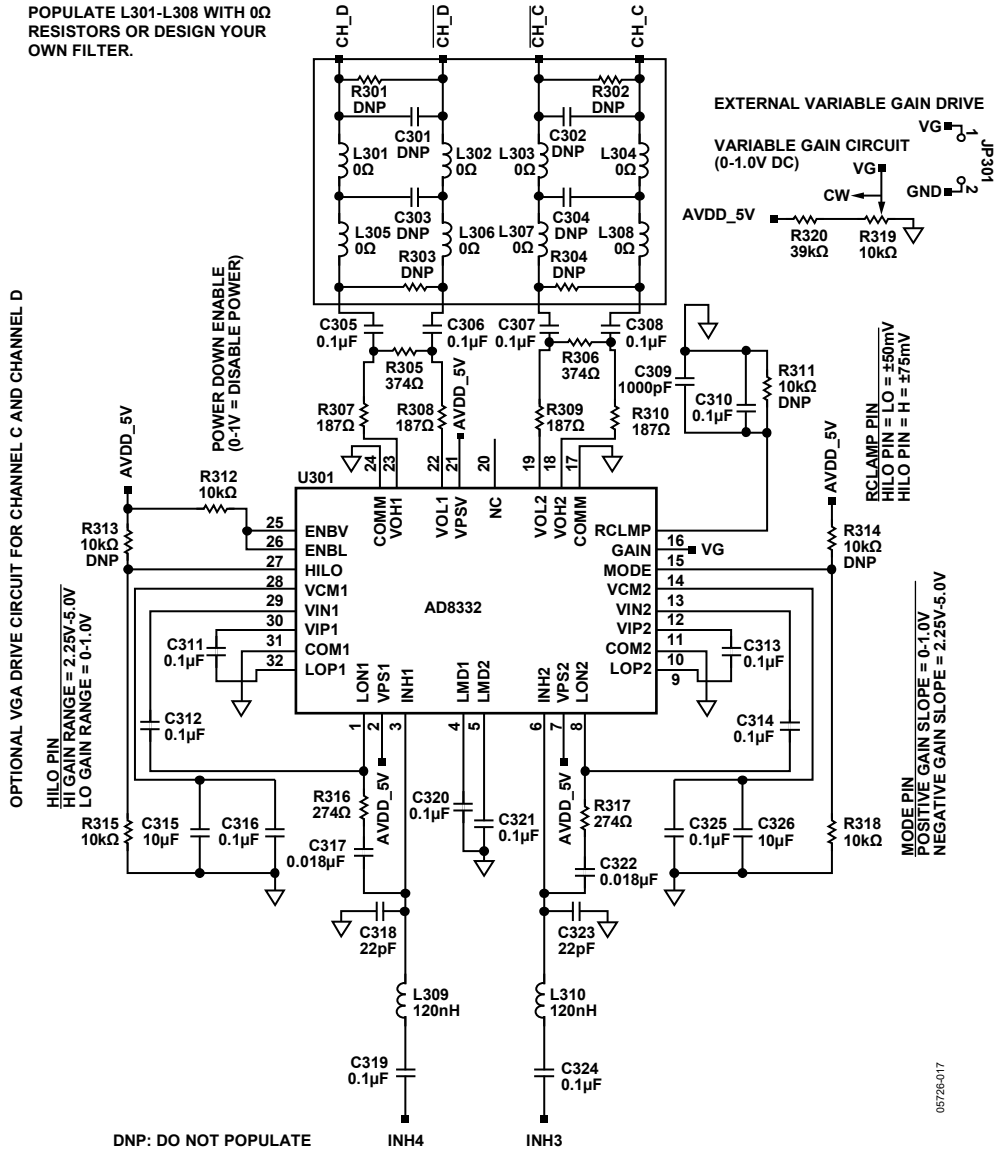 POPULATE L301-L308 WITH 0Ω
RESISTORS OR DESIGN YOUR
OWN FILTER.
CH_D
CH_D
CH_C
CH_C
R301
DNP
R302
DNP
C301
DNP
C302
DNP
L301
0Ω
L302
0Ω
L303
0Ω
L304
0Ω
C303
DNP
C304
DNP
L305
0Ω
L306
0Ω
L307
0Ω
L308
0Ω
R303
DNP
R304
DNP
EXTERNAL VARIABLE GAIN DRIVE
VG
1
JP301
2
GND
VARIABLE GAIN CIRCUIT
(0-1.0V DC)
VG
CW
AVDD_5V
R320
39kΩ
R319
10kΩ
C305
0.1µF
C306
0.1µF
C307
0.1µF
C308
0.1µF
R305
374Ω
R306
374Ω
R307
187Ω
R308
187Ω
AVDD_5V
R309
187Ω
R310
187Ω
C309
1000pF
C310
0.1µF
R311
10kΩ
DNP
OPTIONAL VGA DRIVE CIRCUIT FOR CHANNEL C AND CHANNEL D
POWER DOWN ENABLE
(0-1V = DISABLE POWER)
AVDD_5V
R312
10kΩ
R313
10kΩ
DNP
RCLAMP PIN
HILO PIN = LO = ±50mV
HILO PIN = H = ±75mV
AVDD_5V
R314
10kΩ
DNP
U301
24
23
22
21
20
19
18
17
COMM
VOH1
VOL1
VPSV
NC
VOL2
VOH2
COMM
25
ENBV
26
ENBL
27
HILO
28
VCM1
29
VIN1
30
VIP1
31
COM1
32
LOP1
AD8332
RCLMP
16
GAIN
VG
15
MODE
14
VCM2
13
VIN2
12
VIP2
11
COM2
10
LOP2
9
LON1
VPS1
INH1
LMD1
LMD2
INH2
VPS2
LON2
1
2
3
4
5
6
7
8
C311
0.1µF
C312
0.1µF
C313
0.1µF
C314
0.1µF
HILO PIN
HI GAIN RANGE = 2.25V-5.0V
LO GAIN RANGE = 0-1.0V
R315
10kΩ
C315
10µF
C316
0.1µF
R316
274Ω
AVDD_5V
C317
0.018µF
C320
0.1µF
C321
0.1µF
AVDD_5V
R317
274Ω
C322
0.018µF
C325
0.1µF
C326
10µF
R318
10kΩ
MODE PIN
POSITIVE GAIN SLOPE = 0-1.0V
NEGATIVE GAIN SLOPE = 2.25V-5.0V
C318
22pF
C323
22pF
L309
120nH
L310
120nH
C319
0.1µF
C324
0.1µF
INH4
INH3
DNP: DO NOT POPULATE
05726-017